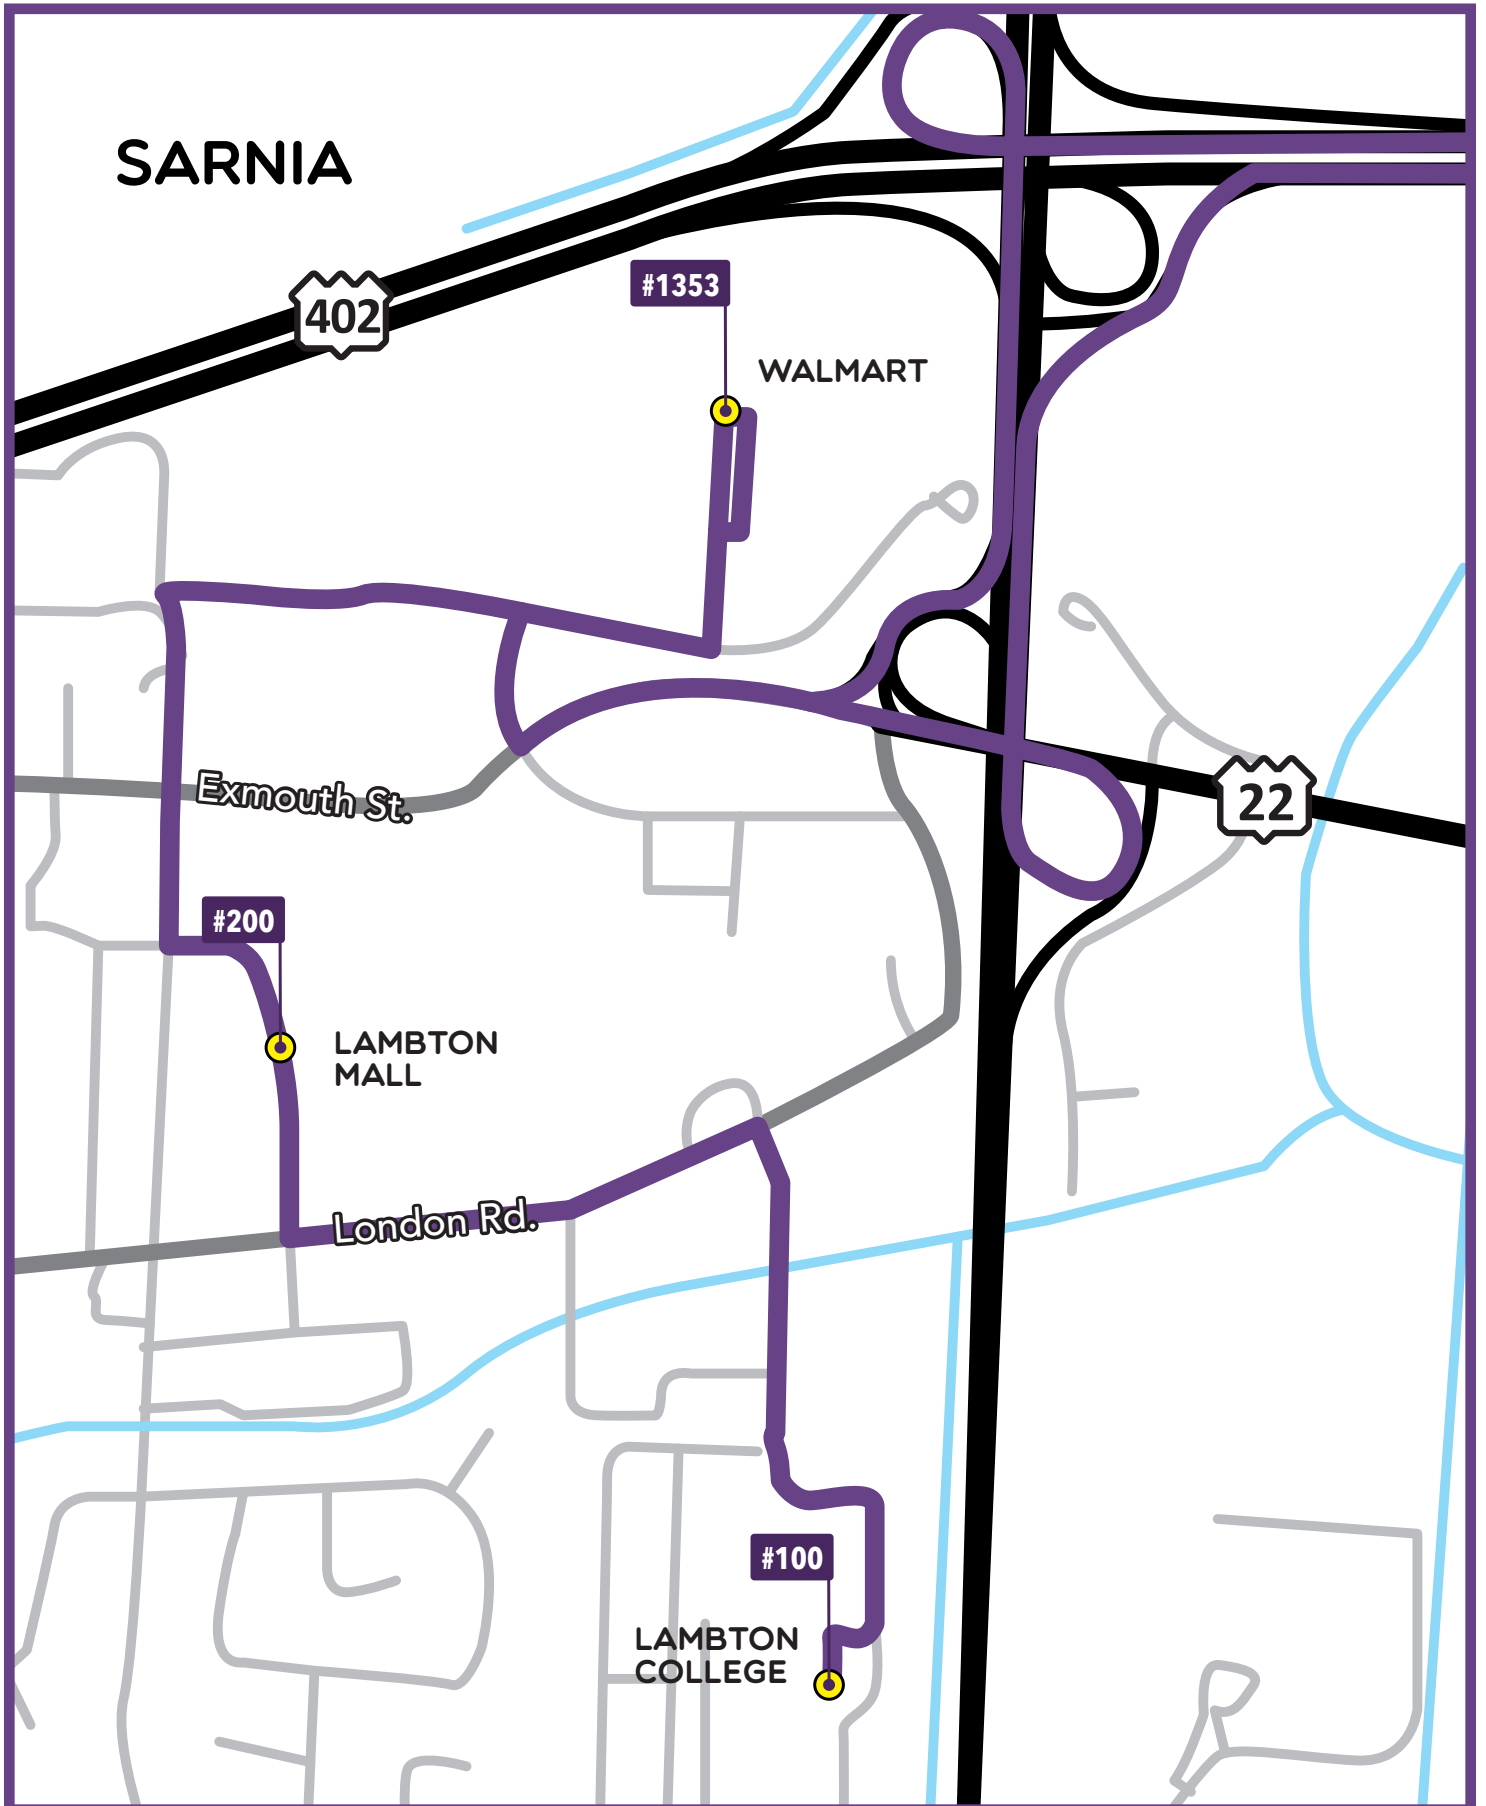 SARNIA
402
#1353
WALMART
Exmouth St.
22
#200
LAMBTON
MALL
London Rd.
#100
LAMBTON
COLLEGE